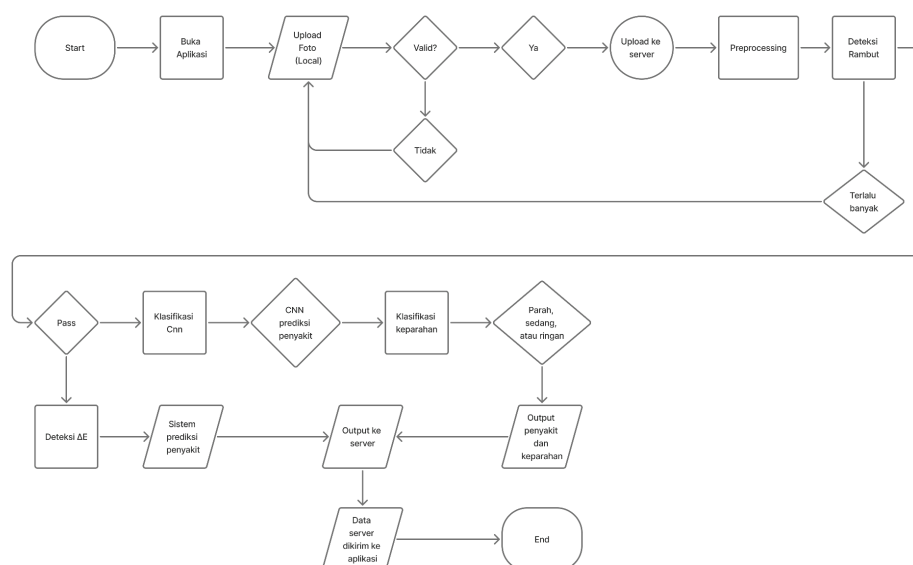 Start
Buka
Aplikasi
Upload
Foto
(Local)
Valid?
Ya
Upload ke
server
Preprocessing
Deteksi
Rambut
Tidak
Terlalu
banyak
Pass
Klasifikasi
Cnn
CNN
prediksi
penyakit
Klasifikasi
keparahan
Parah,
sedang,
atau ringan
Deteksi ΔE
Sistem
prediksi
penyakit
Output ke
server
Output
penyakit
dan
keparahan
Data
server
dikirim ke
aplikasi
End